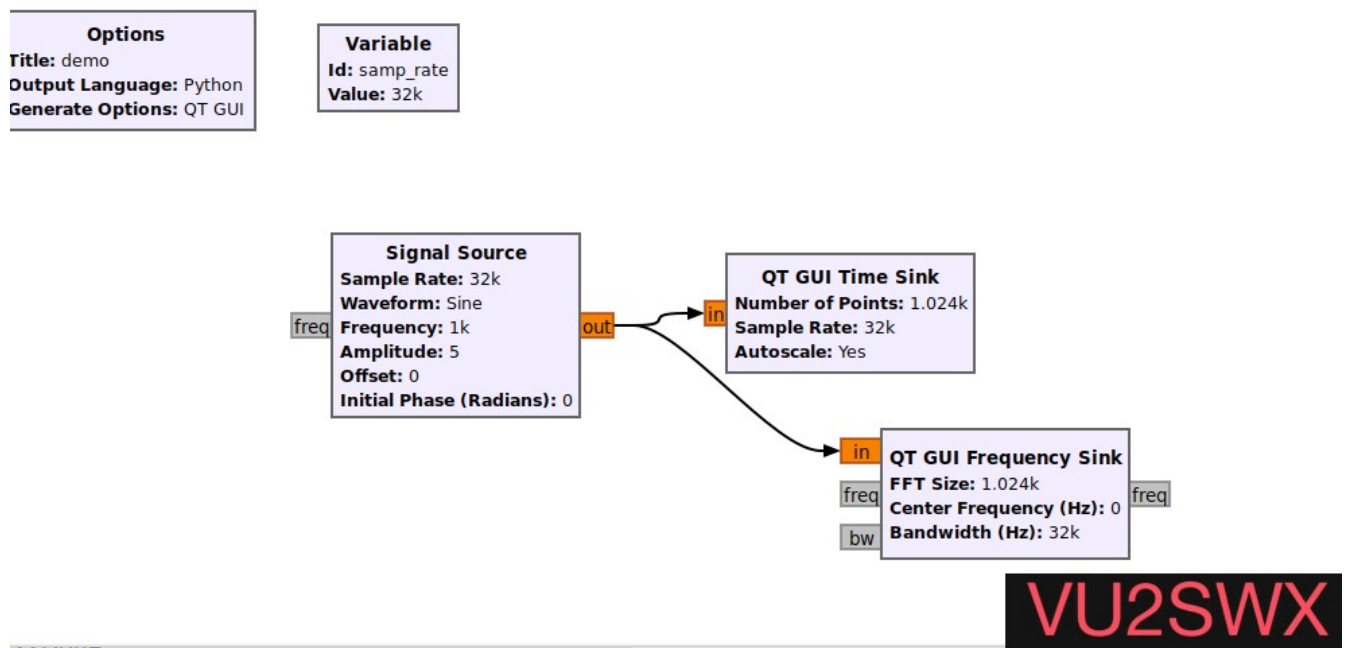 Options
Title: demo
Output Language: Python
Generate Options: QT GUI
Variable
Id: samp_rate
Value: 32k
Signal Source
Sample Rate: 32k
Waveform: Sine
freq
Frequency: 1k
out
Amplitude: 5
Offset: 0
Initial Phase (Radians): 0
QT GUI Time Sink
in
Number of Points: 1.024k
Sample Rate: 32k
Autoscale: Yes
in
QT GUI Frequency Sink
FFT Size: 1.024k
freq
Center Frequency (Hz): 0
freq
bw
Bandwidth (Hz): 32k
VU2SWX